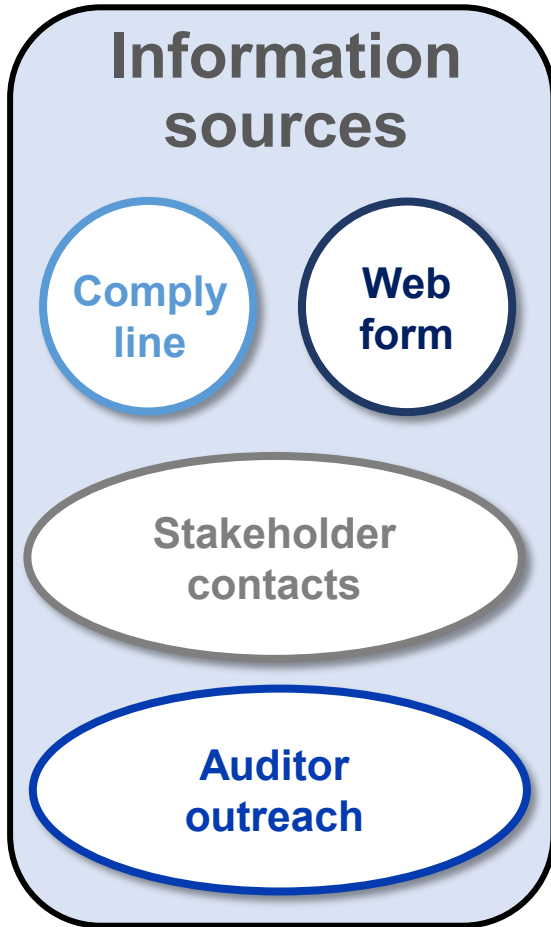 Information
sources
Comply
line
Web
form
Stakeholder
contacts
Auditor
outreach